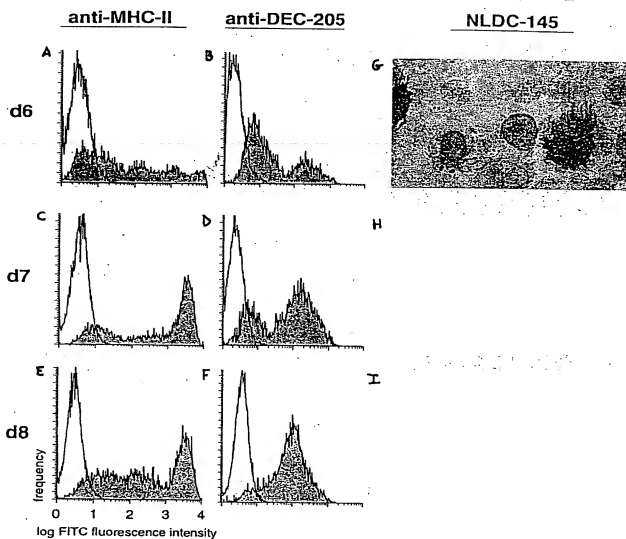 anti-MHC-II anti-DEC-205 NLDC-145
A B G
d6
C D H
d7
E F I
d8
frequency
0 1 2 3 4
log FITC fluorescence intensity